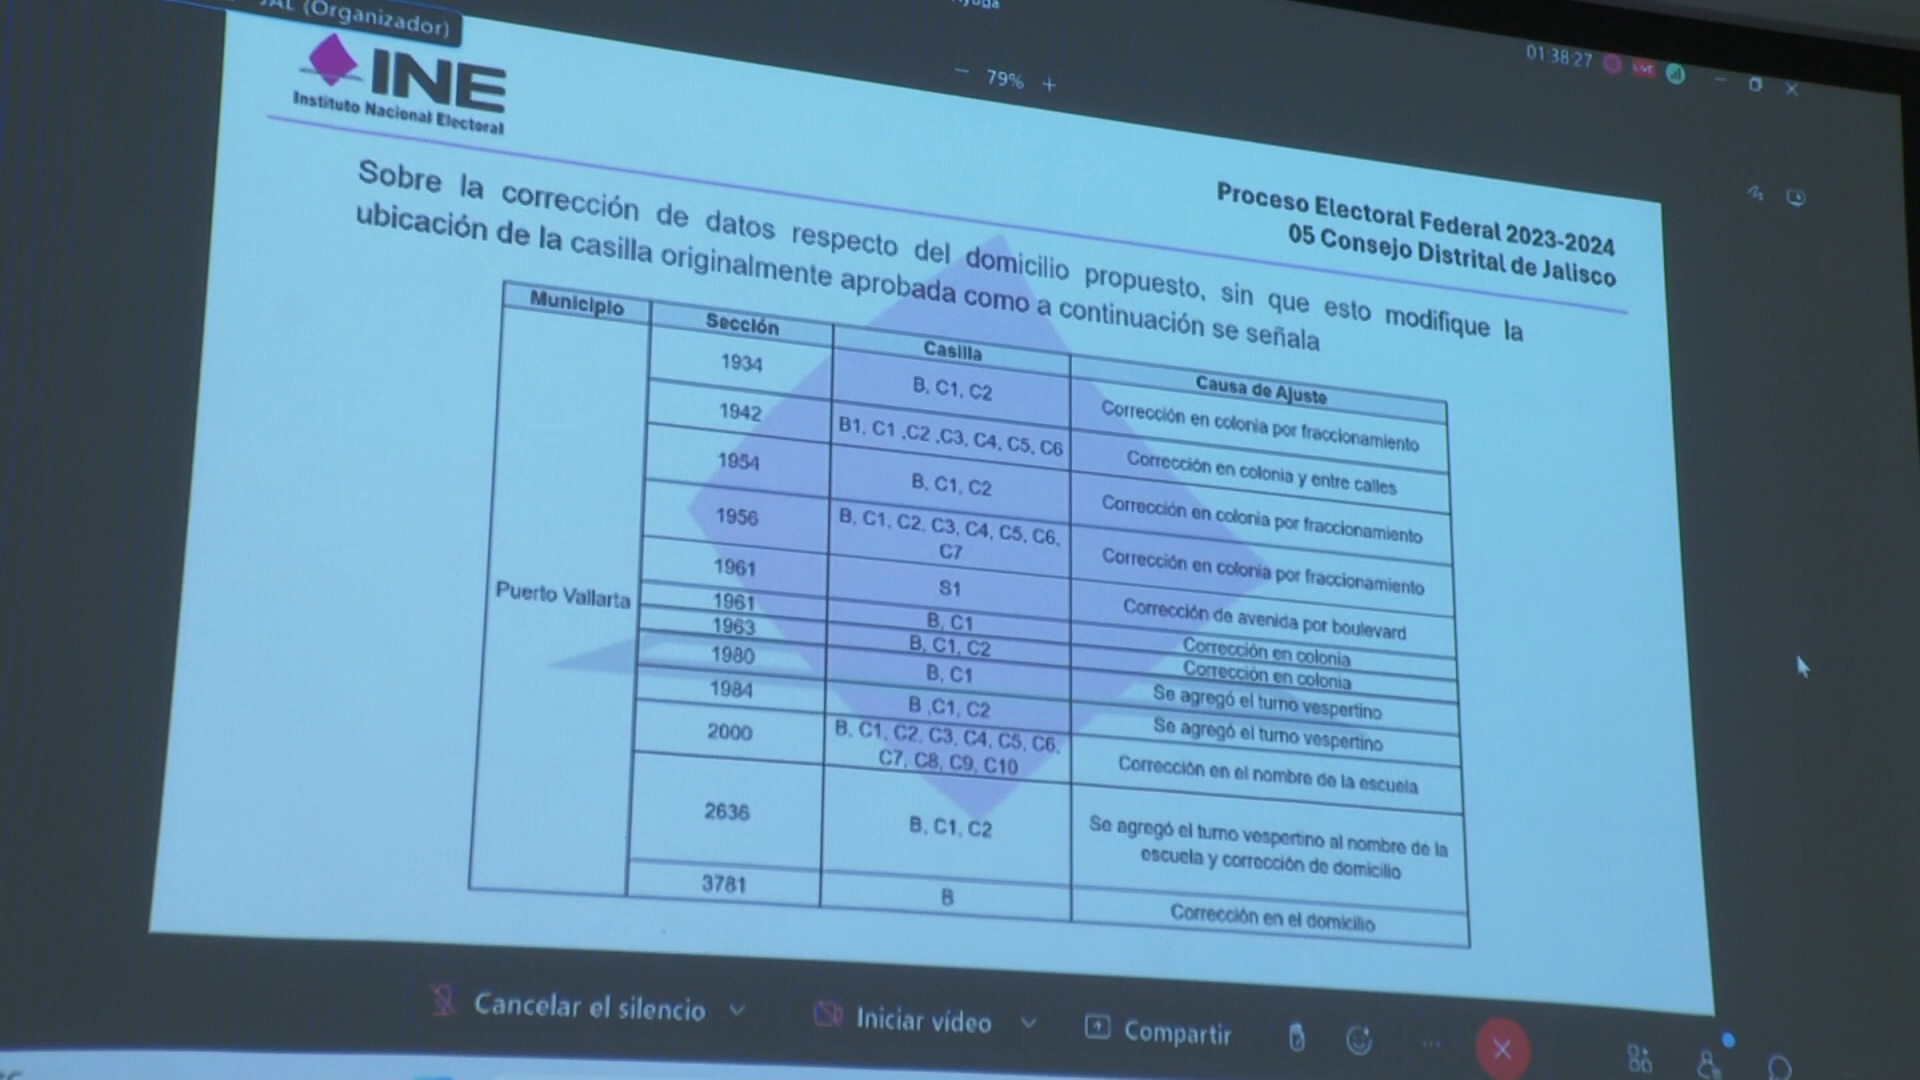 JAL (Organizador)
Ayuda
79%
01:38:27
LIVE
INE
Instituto Nacional Electoral
Proceso Electoral Federal 2023-2024
05 Consejo Distrital de Jalisco
Sobre la corrección de datos respecto del domicilio propuesto, sin que esto modifique la
ubicación de la casilla originalmente aprobada como a continuación se señala
Municipio Sección Casilla Causa de Ajuste
Puerto Vallarta
1934 B, C1, C2 Corrección en colonia por fraccionamiento
1942 B1, C1 ,C2 ,C3, C4, C5, C6 Corrección en colonia y entre calles
1954 B, C1, C2 Corrección en colonia por fraccionamiento
1956 B, C1, C2, C3, C4, C5, C6,
C7 Corrección en colonia por fraccionamiento
1961 S1 Corrección de avenida por boulevard
1961 B, C1 Corrección en colonia
1963 B, C1, C2 Corrección en colonia
1980 B, C1 Se agregó el turno vespertino
1984 B ,C1, C2 Se agregó el turno vespertino
2000 B, C1, C2, C3, C4, C5, C6,
C7, C8, C9, C10 Corrección en el nombre de la escuela
2636 B, C1, C2 Se agregó el turno vespertino al nombre de la
escuela y corrección de domicilio
3781 B Corrección en el domicilio
Cancelar el silencio
Iniciar vídeo
Compartir